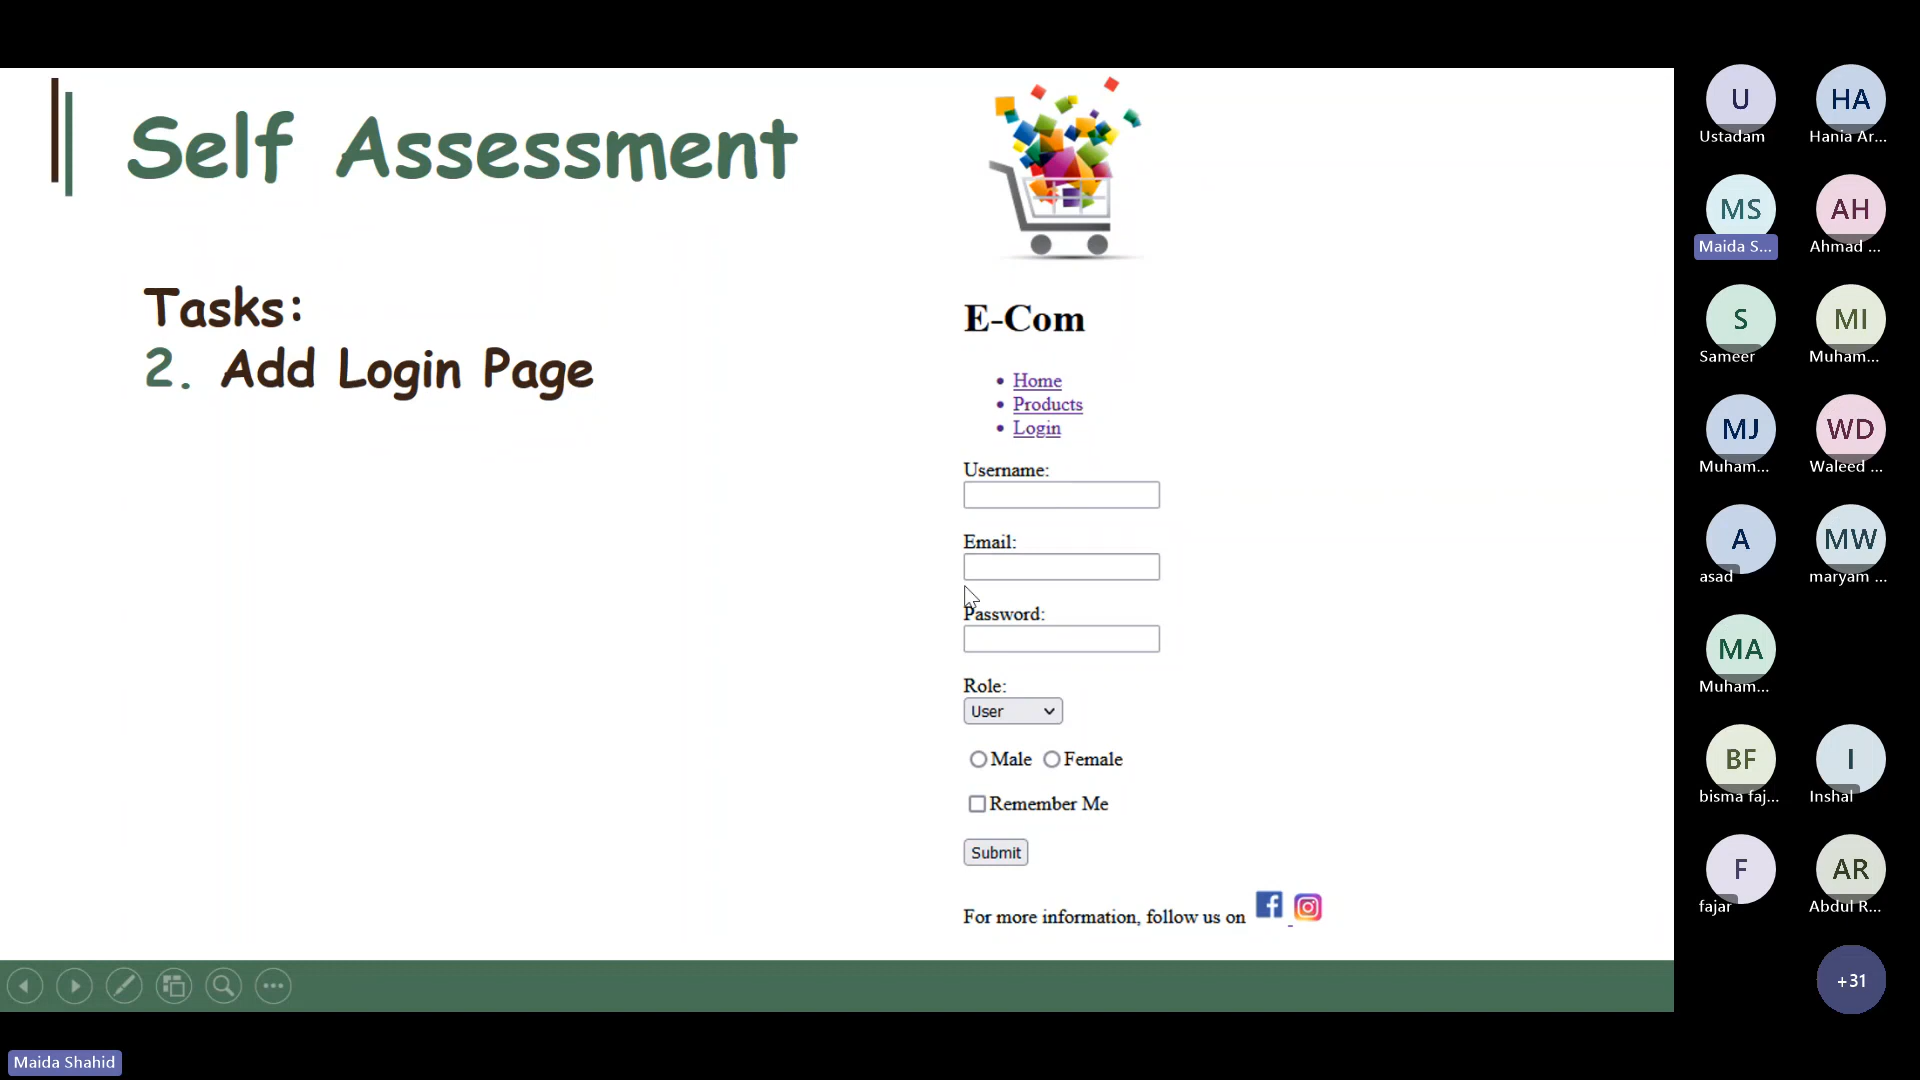 Self Assessment
Tasks:
2. Add Login Page
E-Com
Home
Products
Login
Username:
Email:
Password:
Role:
User
Male Female
Remember Me
Submit
For more information, follow us on
U HA
Ustadam Hania Ar...
MS AH
Maida S... Ahmad ...
S MI
Sameer Muham...
MJ WD
Muham... Waleed ...
A MW
asad maryam ...
MA
Muham...
BF I
bisma faj... Inshal
F AR
fajar Abdul R...
+31
Maida Shahid